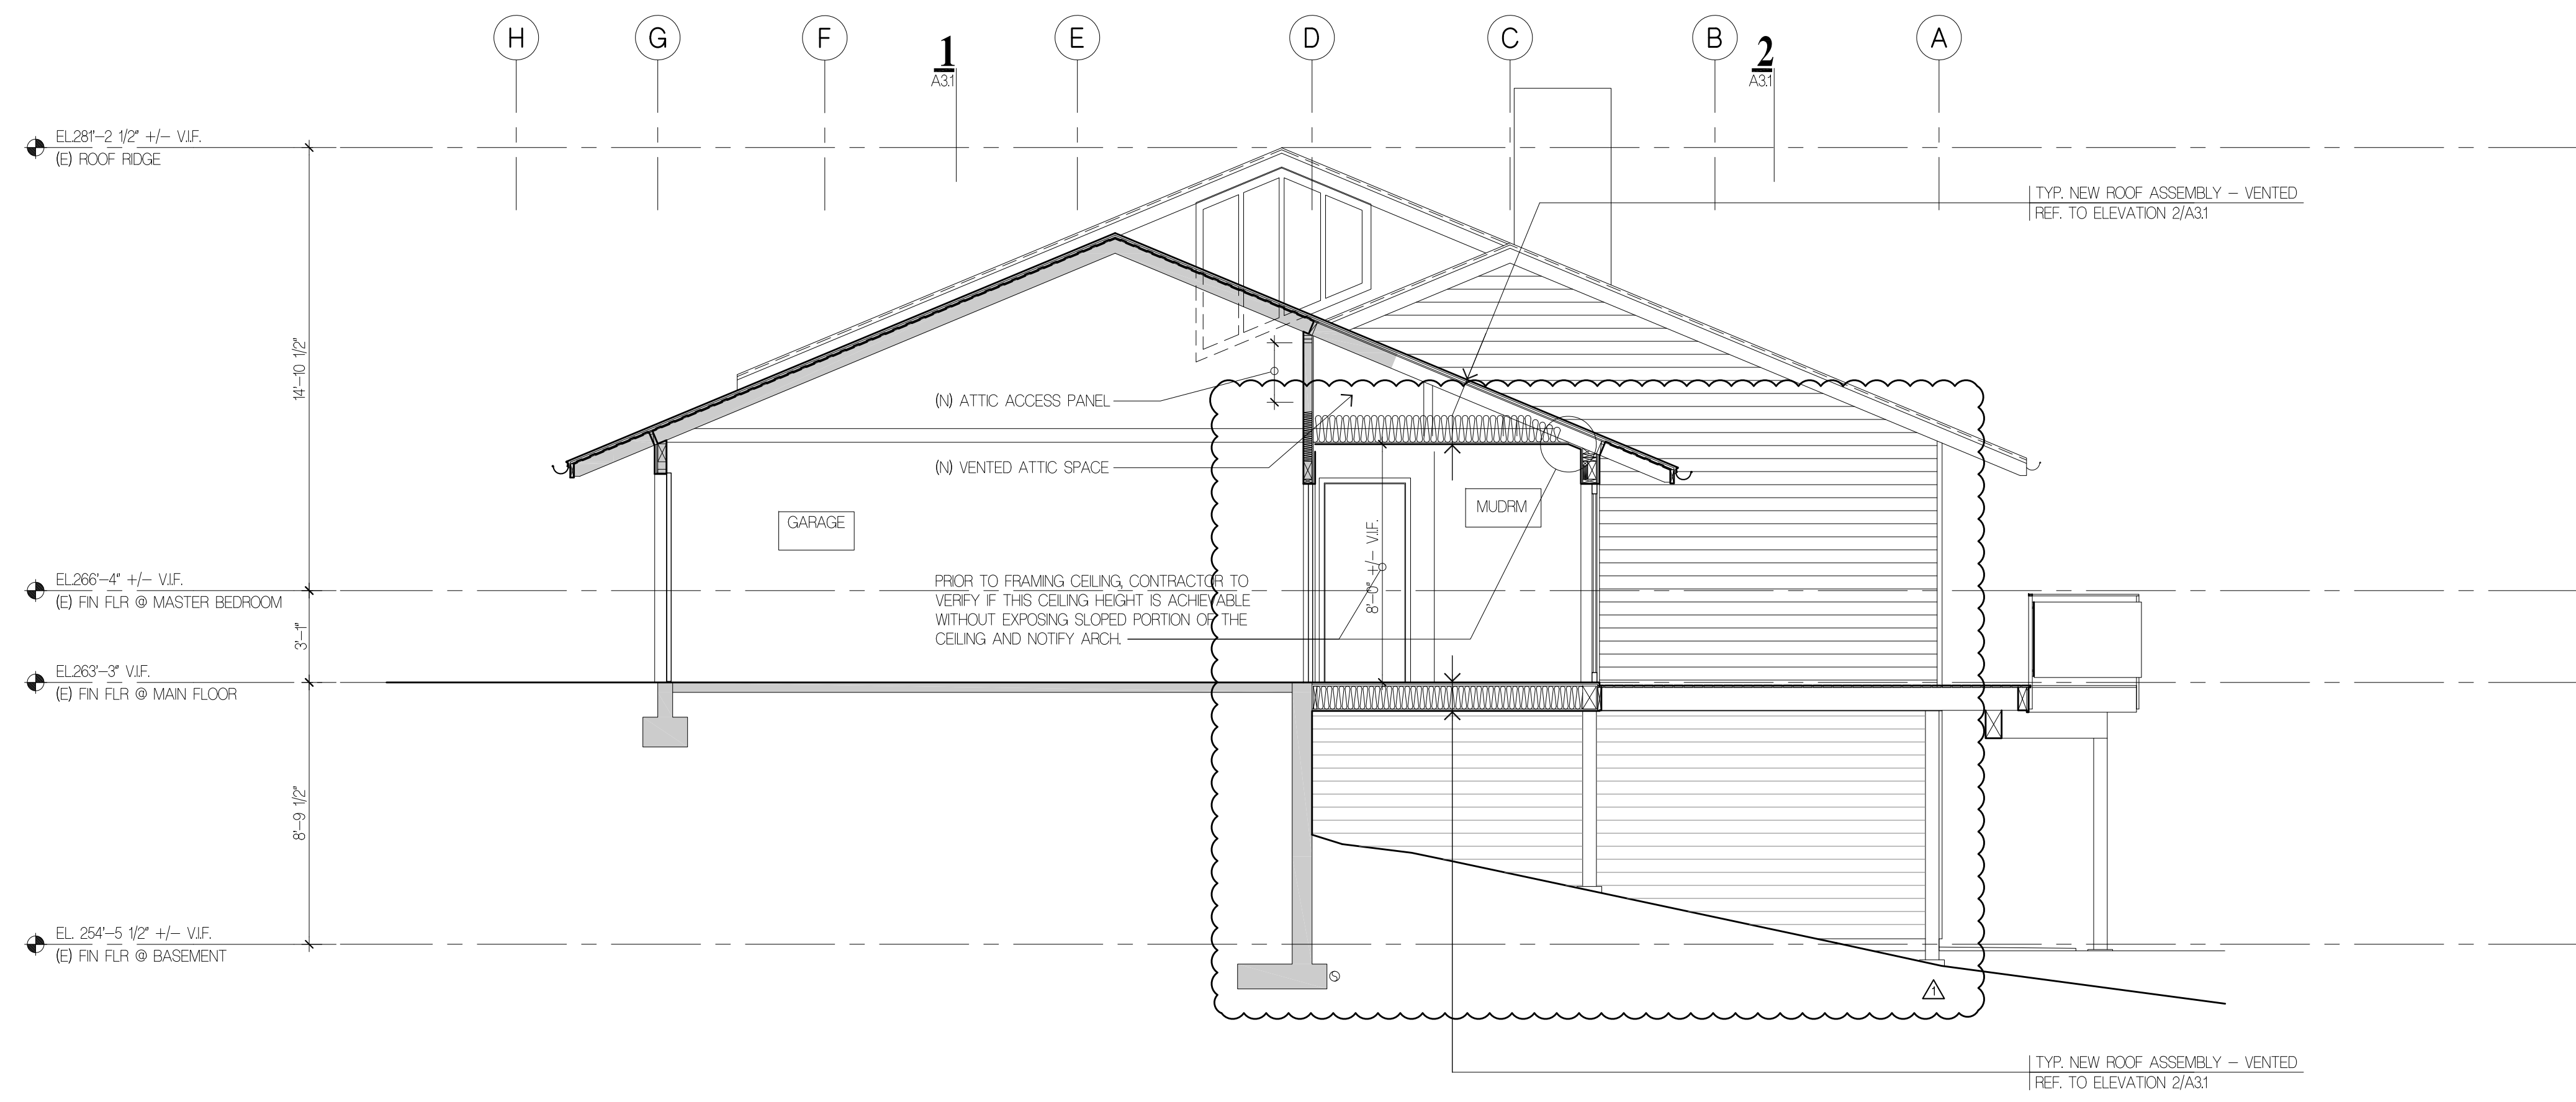 H
G
F
1
A3.1
E
D
C
B
2
A3.1
A
EL.281'-2 1/2" +/- V.I.F.
(E) ROOF RIDGE
TYP. NEW ROOF ASSEMBLY - VENTED
REF. TO ELEVATION 2/A3.1
14'-10 1/2"
(N) ATTIC ACCESS PANEL
(N) VENTED ATTIC SPACE
GARAGE
MUDRM
8'-0" +/- V.I.F.
EL.266'-4" +/- V.I.F.
(E) FIN FLR @ MASTER BEDROOM
PRIOR TO FRAMING CEILING, CONTRACTOR TO
VERIFY IF THIS CEILING HEIGHT IS ACHIEVABLE
WITHOUT EXPOSING SLOPED PORTION OF THE
CEILING AND NOTIFY ARCH.
3'-1"
EL.263'-3" V.I.F.
(E) FIN FLR @ MAIN FLOOR
8'-9 1/2"
EL. 254'-5 1/2" +/- V.I.F.
(E) FIN FLR @ BASEMENT
1
TYP. NEW ROOF ASSEMBLY - VENTED
REF. TO ELEVATION 2/A3.1